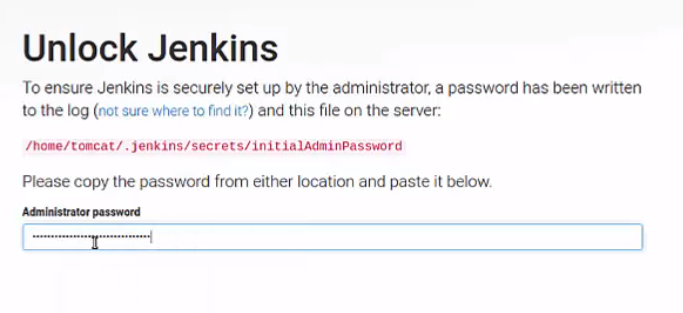 Unlock Jenkins
To ensure Jenkins is securely set up by the administrator, a password has been written
to the log (not sure where to find it?) and this file on the server:
/home/tomcat/.jenkins/secrets/initialAdminPassword
Please copy the password from either location and paste it below.
Administrator password